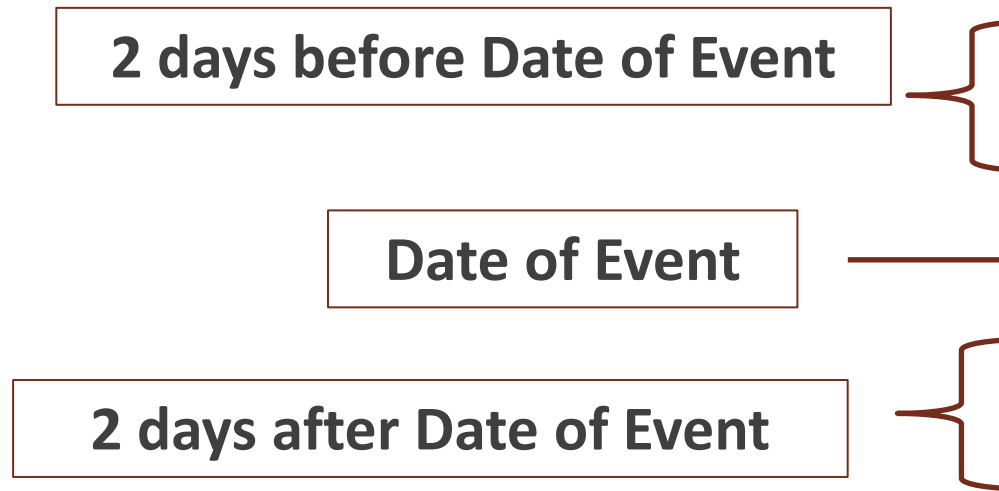 2 days before Date of Event
Date of Event
2 days after Date of Event